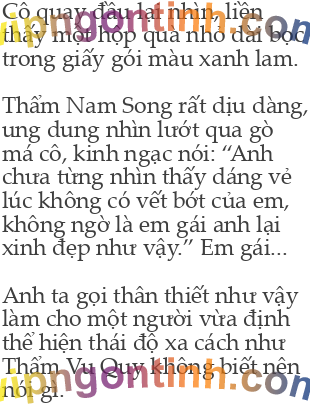 Cô quay đầu lại nhìn, liền
thấy một hộp quà nhỏ dài bọc
trong giấy gói màu xanh lam.
Thẩm Nam Song rất dịu dàng,
ung dung nhìn lướt qua gò
má cô, kinh ngạc nói: “Anh
chưa từng nhìn thấy dáng vẻ
lúc không có vết bớt của em,
không ngờ là em gái anh lại
xinh đẹp như vậy.” Em gái...
Anh ta gọi thân thiết như vậy
làm cho một người vừa định
thể hiện thái độ xa cách như
Thẩm Vu Quy không biết nên
nói gì.
vipngontinh.com
vipngontinh.com